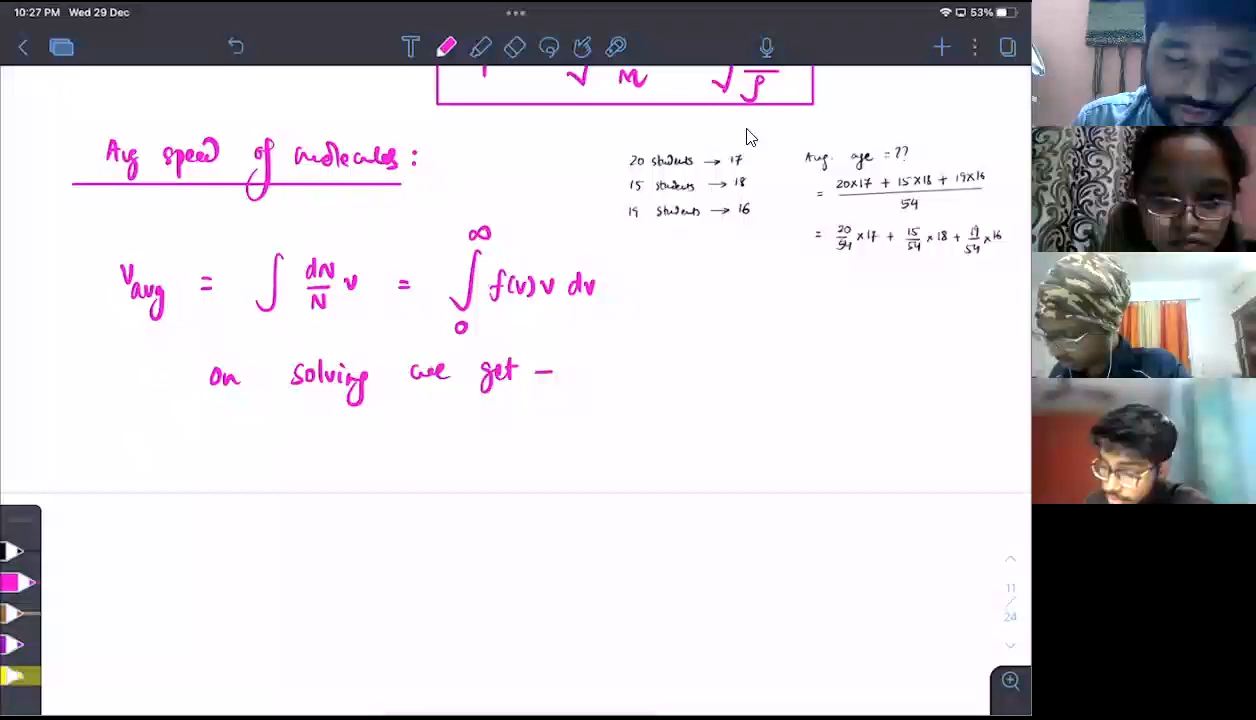 10:27 PM Wed 29 Dec
53%
M
√ρ
Avg speed of molecules :
20 students → 17
15 students → 18
19 students → 16
Avg. age = ??
= 20×17 + 15×18 + 19×16 / 54
= 20/54 ×17 + 15/54 ×18 + 19/54 ×16
Vavg = ∫ dN/N v = ∫₀^∞ f(v) v dv
on solving we get –
11
24